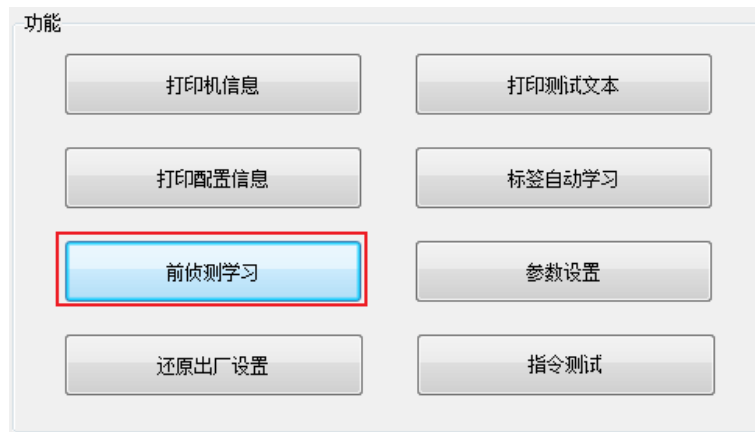 功能
打印机信息
打印测试文本
打印配置信息
标签自动学习
前侦测学习
参数设置
还原出厂设置
指令测试